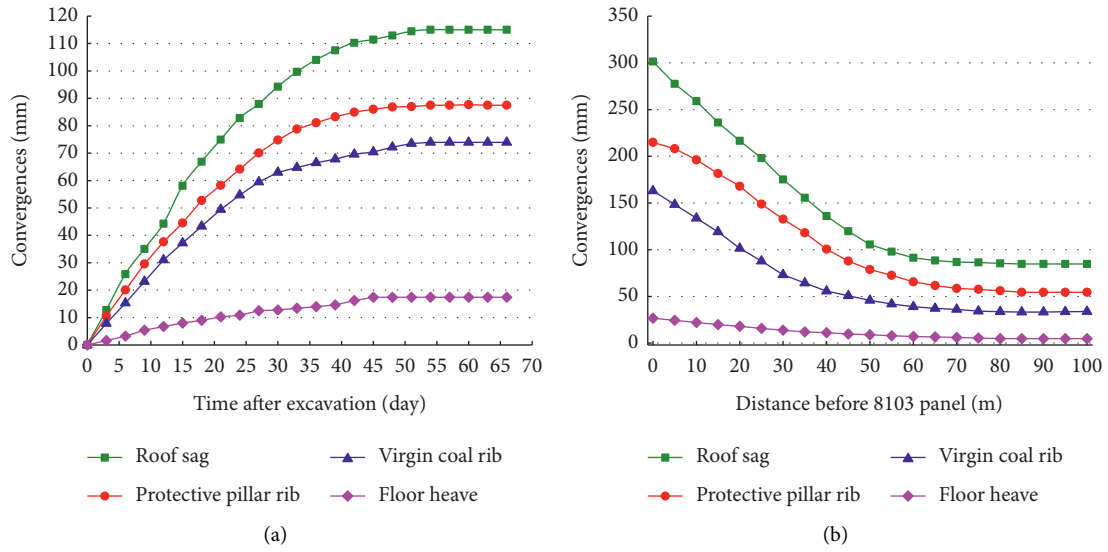 120
110
100
90
80
70
60
50
40
30
20
10
0
Convergences (mm)
0 5 10 15 20 25 30 35 40 45 50 55 60 65 70
Time after excavation (day)
Roof sag
Protective pillar rib
Virgin coal rib
Floor heave
(a)
350
300
250
200
150
100
50
0
Convergences (mm)
0 10 20 30 40 50 60 70 80 90 100
Distance before 8103 panel (m)
Roof sag
Protective pillar rib
Virgin coal rib
Floor heave
(b)